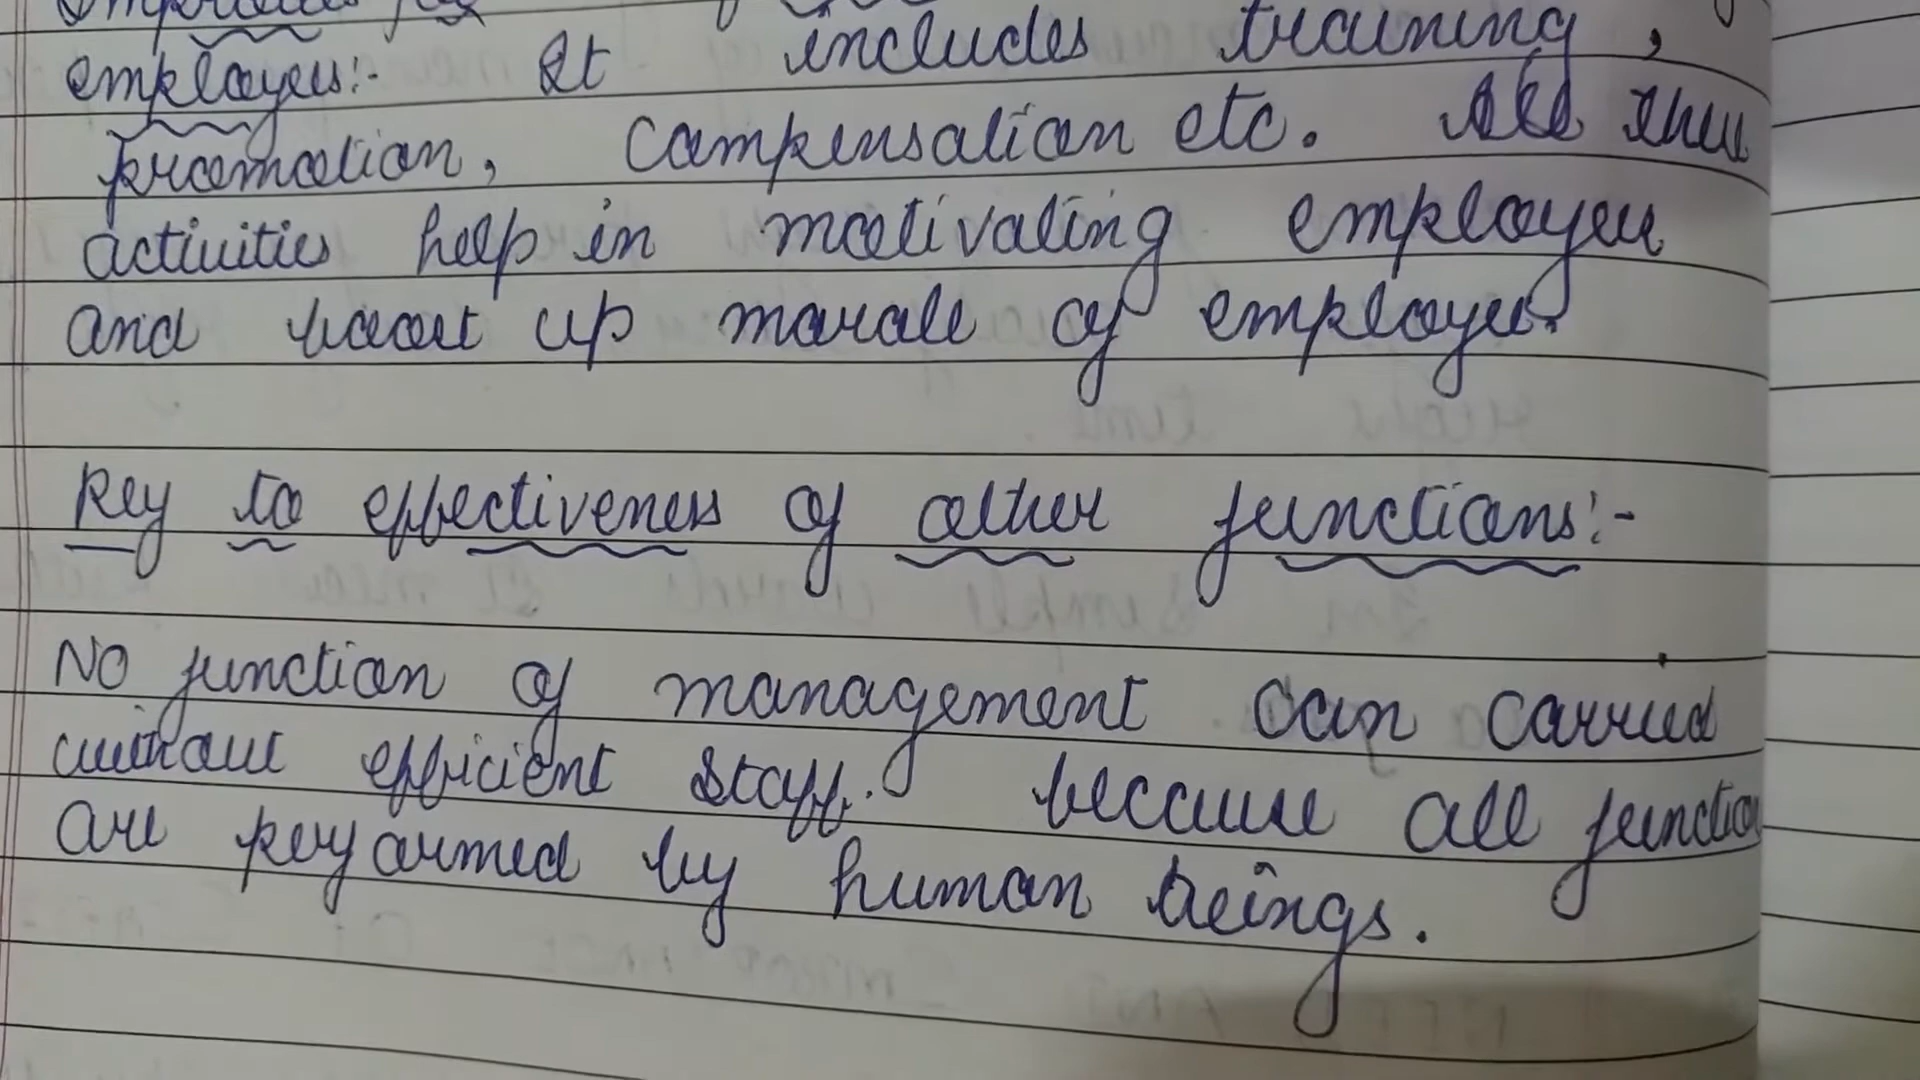 employees:- It includes training,
promotion, Compensation etc. All these
activities help in motivating employees
and boost up morale of employees.
Key to effectiveness of other functions:-
No function of management can carried
without efficient staff. because all function
are performed by human beings.